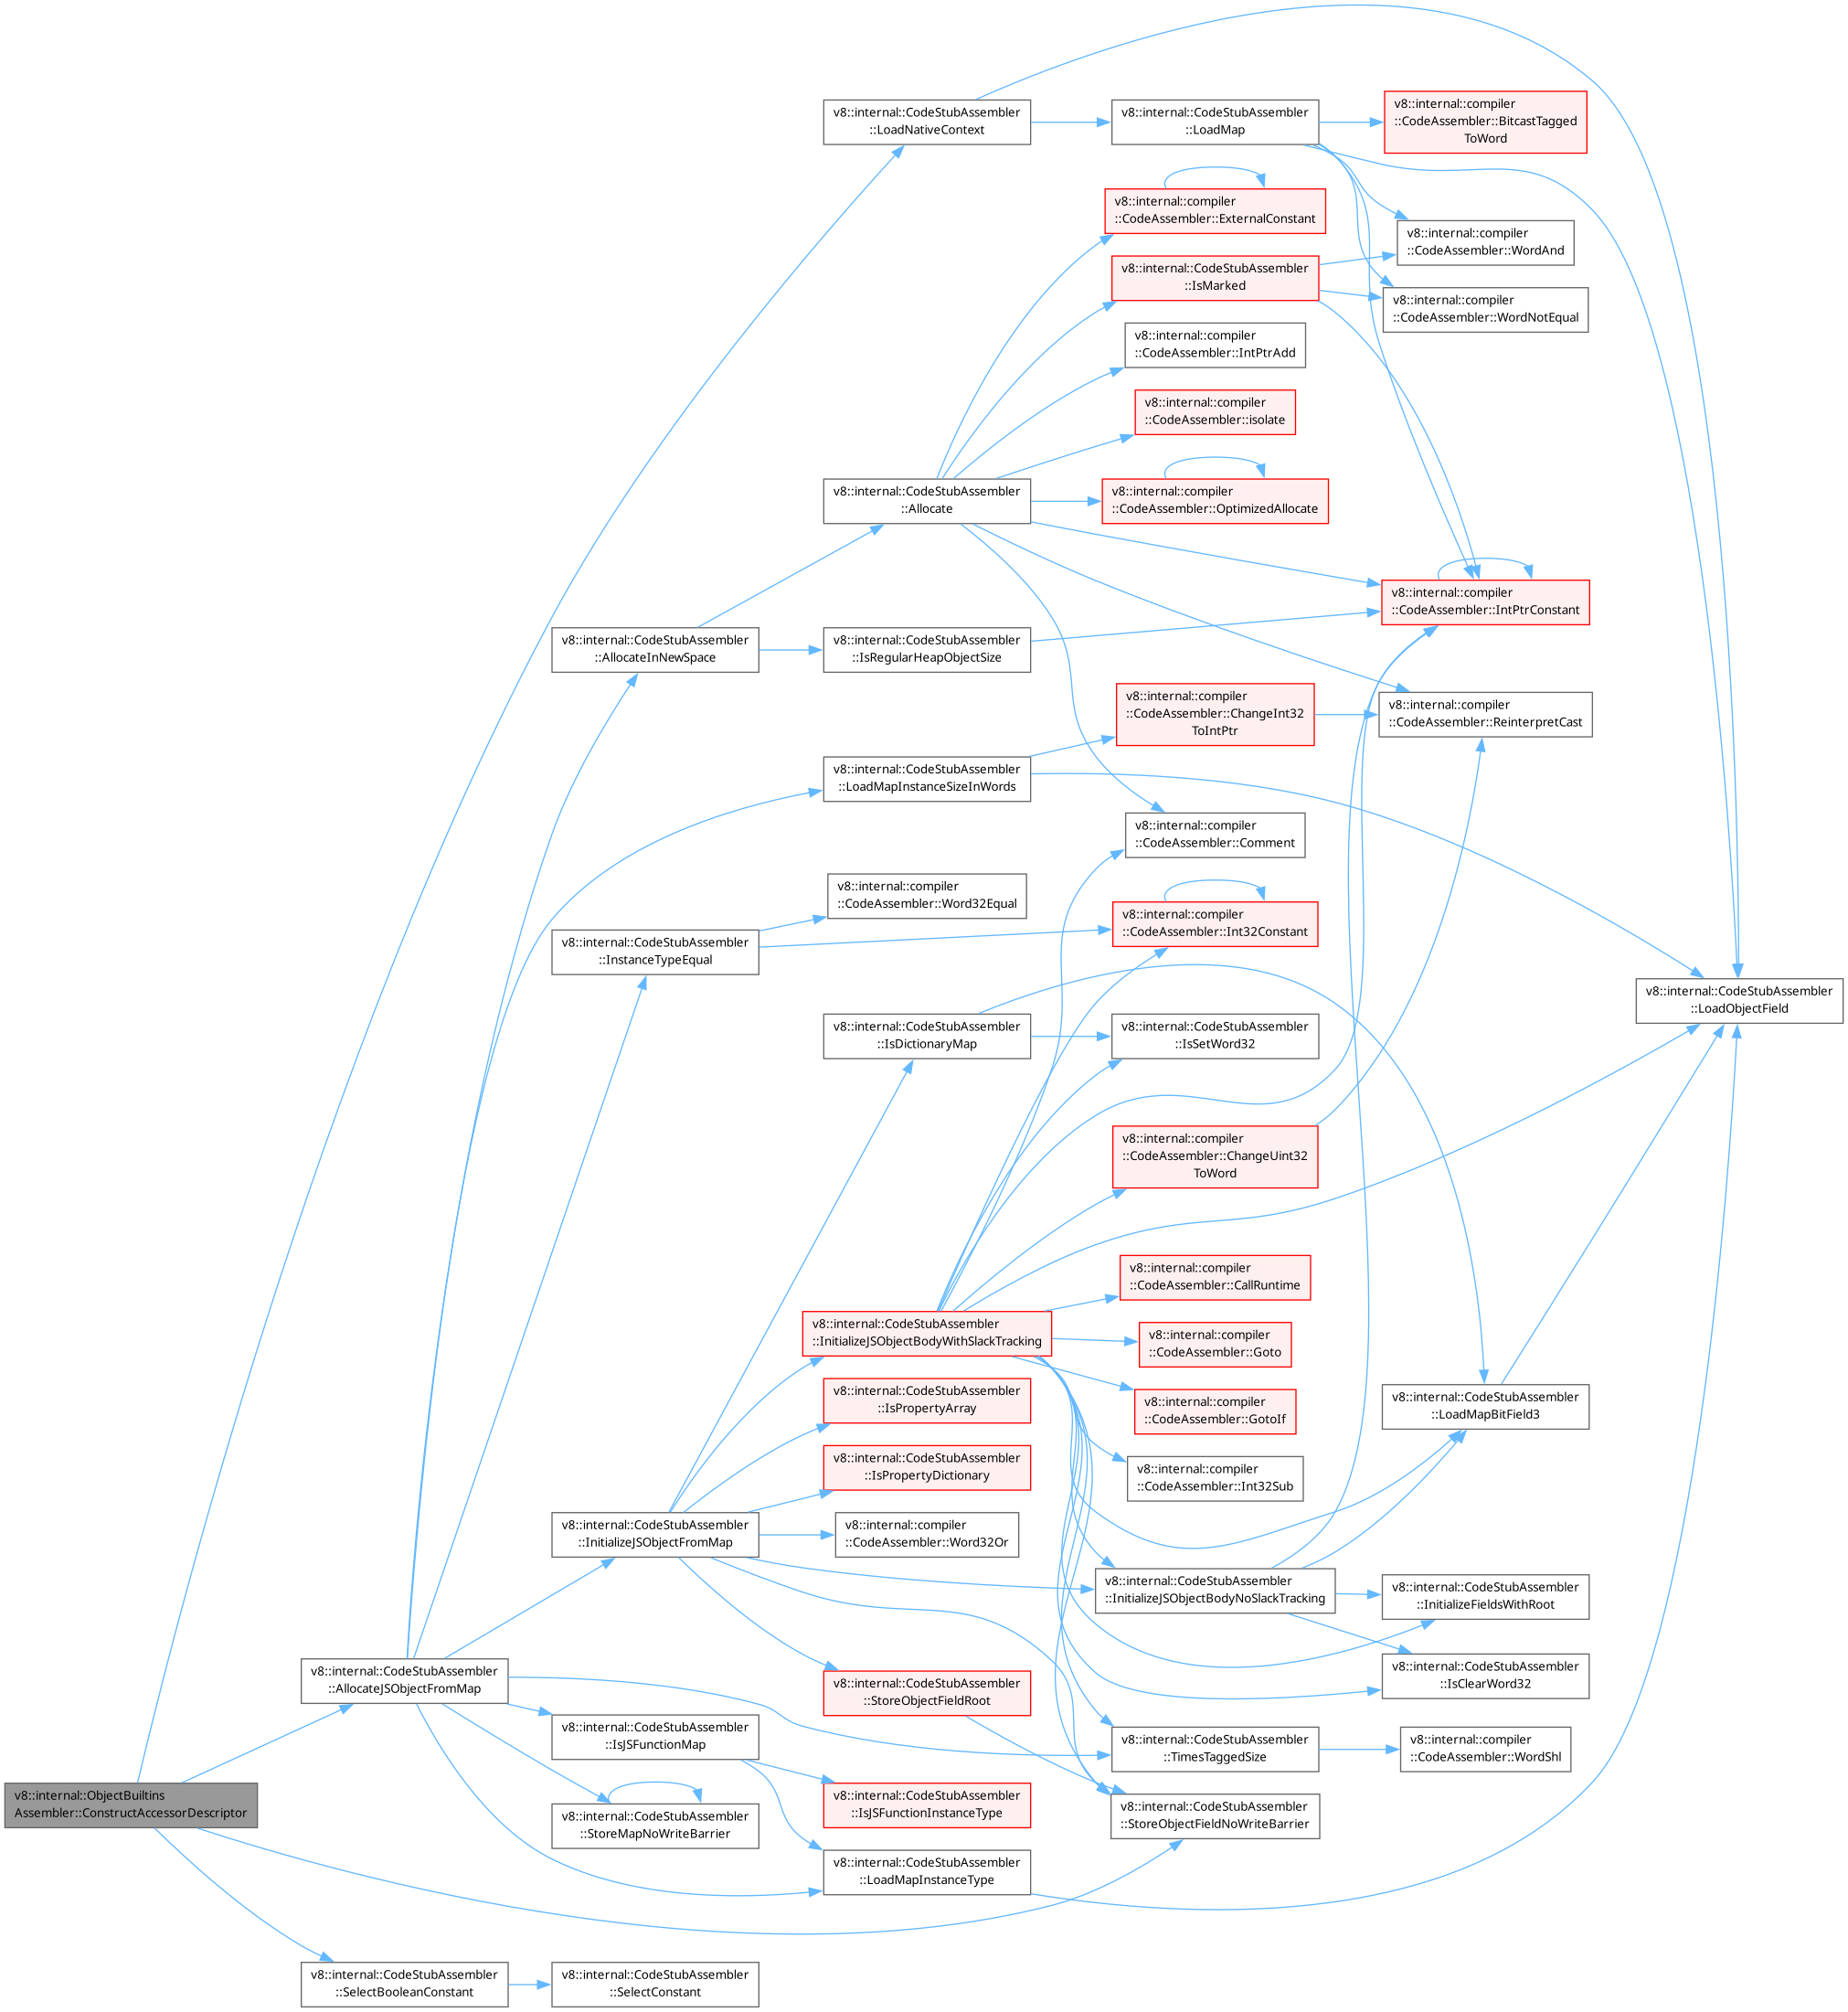 v8::internal::ObjectBuiltins
Assembler::ConstructAccessorDescriptor
v8::internal::CodeStubAssembler
::AllocateJSObjectFromMap
v8::internal::CodeStubAssembler
::SelectBooleanConstant
v8::internal::CodeStubAssembler
::AllocateInNewSpace
v8::internal::CodeStubAssembler
::InstanceTypeEqual
v8::internal::CodeStubAssembler
::InitializeJSObjectFromMap
v8::internal::CodeStubAssembler
::IsJSFunctionMap
v8::internal::CodeStubAssembler
::StoreMapNoWriteBarrier
v8::internal::CodeStubAssembler
::SelectConstant
v8::internal::CodeStubAssembler
::LoadNativeContext
v8::internal::CodeStubAssembler
::Allocate
v8::internal::CodeStubAssembler
::IsRegularHeapObjectSize
v8::internal::CodeStubAssembler
::LoadMapInstanceSizeInWords
v8::internal::compiler
::CodeAssembler::Word32Equal
v8::internal::CodeStubAssembler
::IsDictionaryMap
v8::internal::CodeStubAssembler
::InitializeJSObjectBodyWithSlackTracking
v8::internal::CodeStubAssembler
::IsPropertyArray
v8::internal::CodeStubAssembler
::IsPropertyDictionary
v8::internal::compiler
::CodeAssembler::Word32Or
v8::internal::CodeStubAssembler
::StoreObjectFieldRoot
v8::internal::CodeStubAssembler
::IsJSFunctionInstanceType
v8::internal::CodeStubAssembler
::LoadMapInstanceType
v8::internal::CodeStubAssembler
::LoadMap
v8::internal::compiler
::CodeAssembler::ExternalConstant
v8::internal::CodeStubAssembler
::IsMarked
v8::internal::compiler
::CodeAssembler::IntPtrAdd
v8::internal::compiler
::CodeAssembler::isolate
v8::internal::compiler
::CodeAssembler::OptimizedAllocate
v8::internal::compiler
::CodeAssembler::ChangeInt32
ToIntPtr
v8::internal::compiler
::CodeAssembler::Comment
v8::internal::compiler
::CodeAssembler::Int32Constant
v8::internal::CodeStubAssembler
::IsSetWord32
v8::internal::compiler
::CodeAssembler::ChangeUint32
ToWord
v8::internal::compiler
::CodeAssembler::CallRuntime
v8::internal::compiler
::CodeAssembler::Goto
v8::internal::compiler
::CodeAssembler::GotoIf
v8::internal::compiler
::CodeAssembler::Int32Sub
v8::internal::CodeStubAssembler
::InitializeJSObjectBodyNoSlackTracking
v8::internal::CodeStubAssembler
::TimesTaggedSize
v8::internal::CodeStubAssembler
::StoreObjectFieldNoWriteBarrier
v8::internal::compiler
::CodeAssembler::BitcastTagged
ToWord
v8::internal::compiler
::CodeAssembler::WordAnd
v8::internal::compiler
::CodeAssembler::WordNotEqual
v8::internal::compiler
::CodeAssembler::IntPtrConstant
v8::internal::compiler
::CodeAssembler::ReinterpretCast
v8::internal::CodeStubAssembler
::LoadMapBitField3
v8::internal::CodeStubAssembler
::InitializeFieldsWithRoot
v8::internal::CodeStubAssembler
::IsClearWord32
v8::internal::compiler
::CodeAssembler::WordShl
v8::internal::CodeStubAssembler
::LoadObjectField